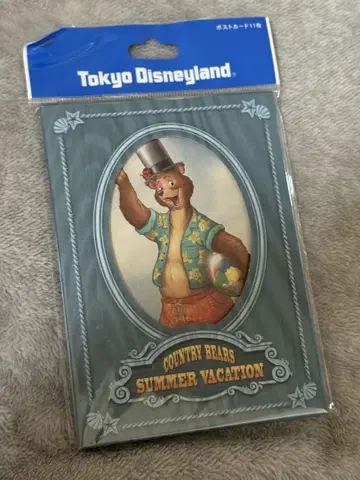 ポストカード11枚
Tokyo Disneyland®
COUNTRY BEARS
SUMMER VACATION